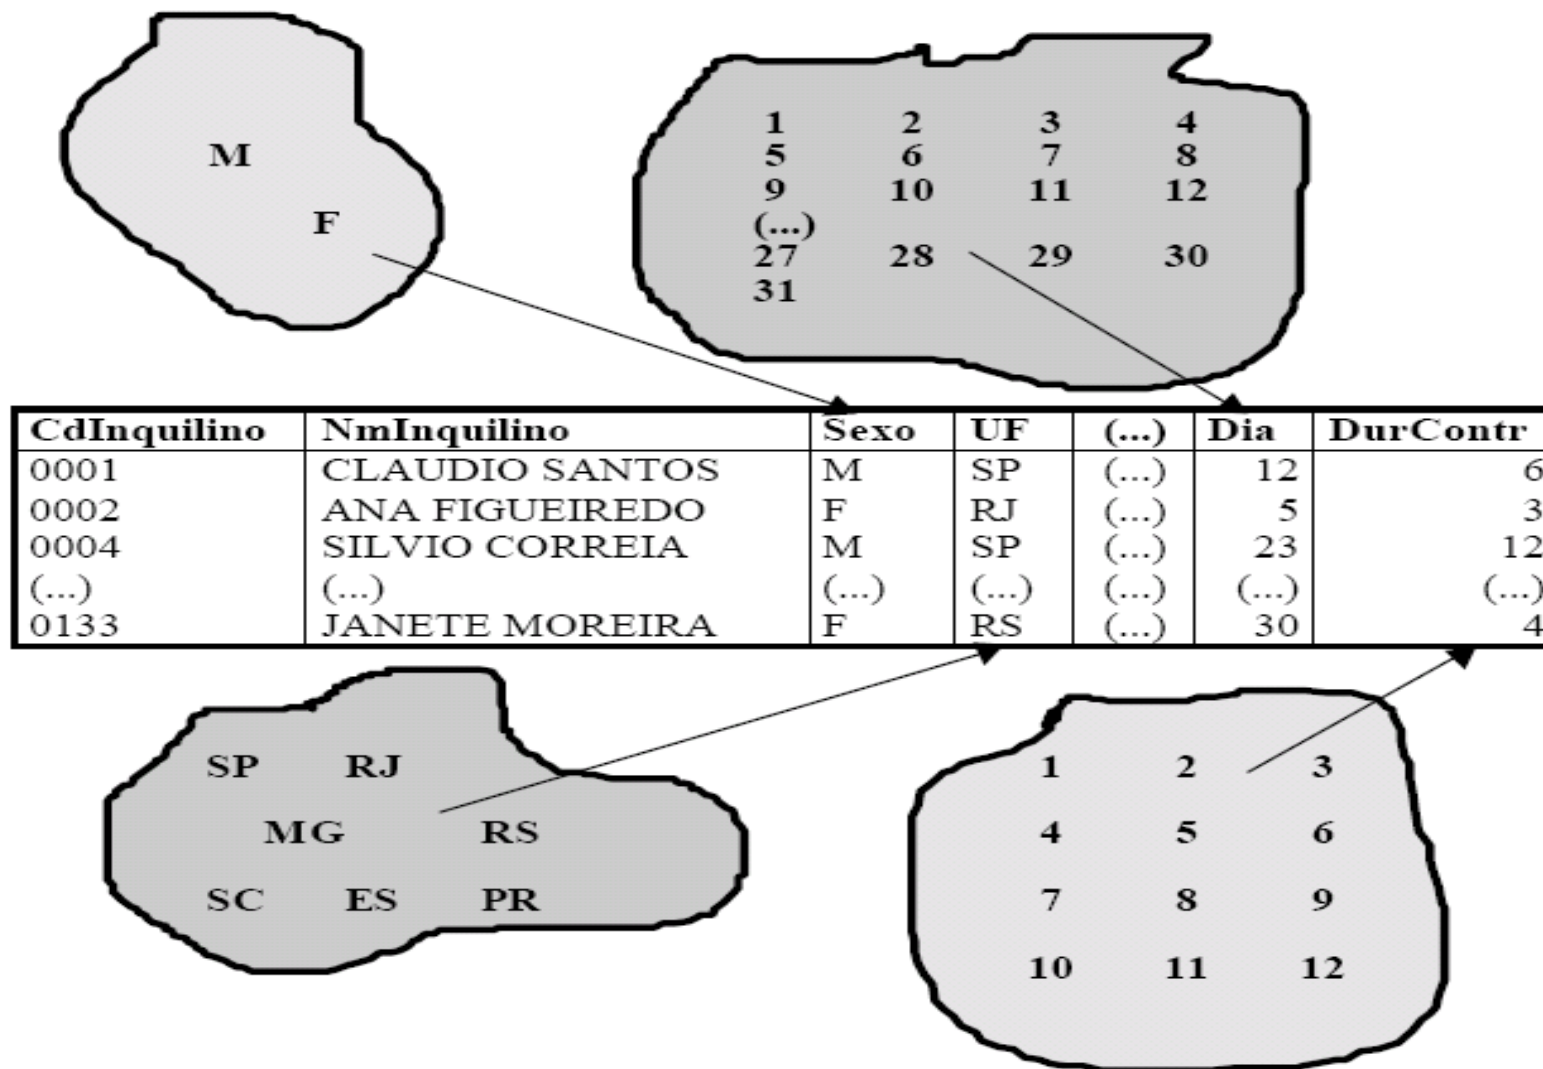 M
F
1 2 3 4
5 6 7 8
9 10 11 12
(...)
27 28 29 30
31
CdInquilino NmInquilino Sexo UF (...) Dia DurContr
0001 CLAUDIO SANTOS M SP (...) 12 6
0002 ANA FIGUEIREDO F RJ (...) 5 3
0004 SILVIO CORREIA M SP (...) 23 12
(...) (...) (...) (...) (...) (...) (...)
0133 JANETE MOREIRA F RS (...) 30 4
SP RJ
MG RS
SC ES PR
1 2 3
4 5 6
7 8 9
10 11 12